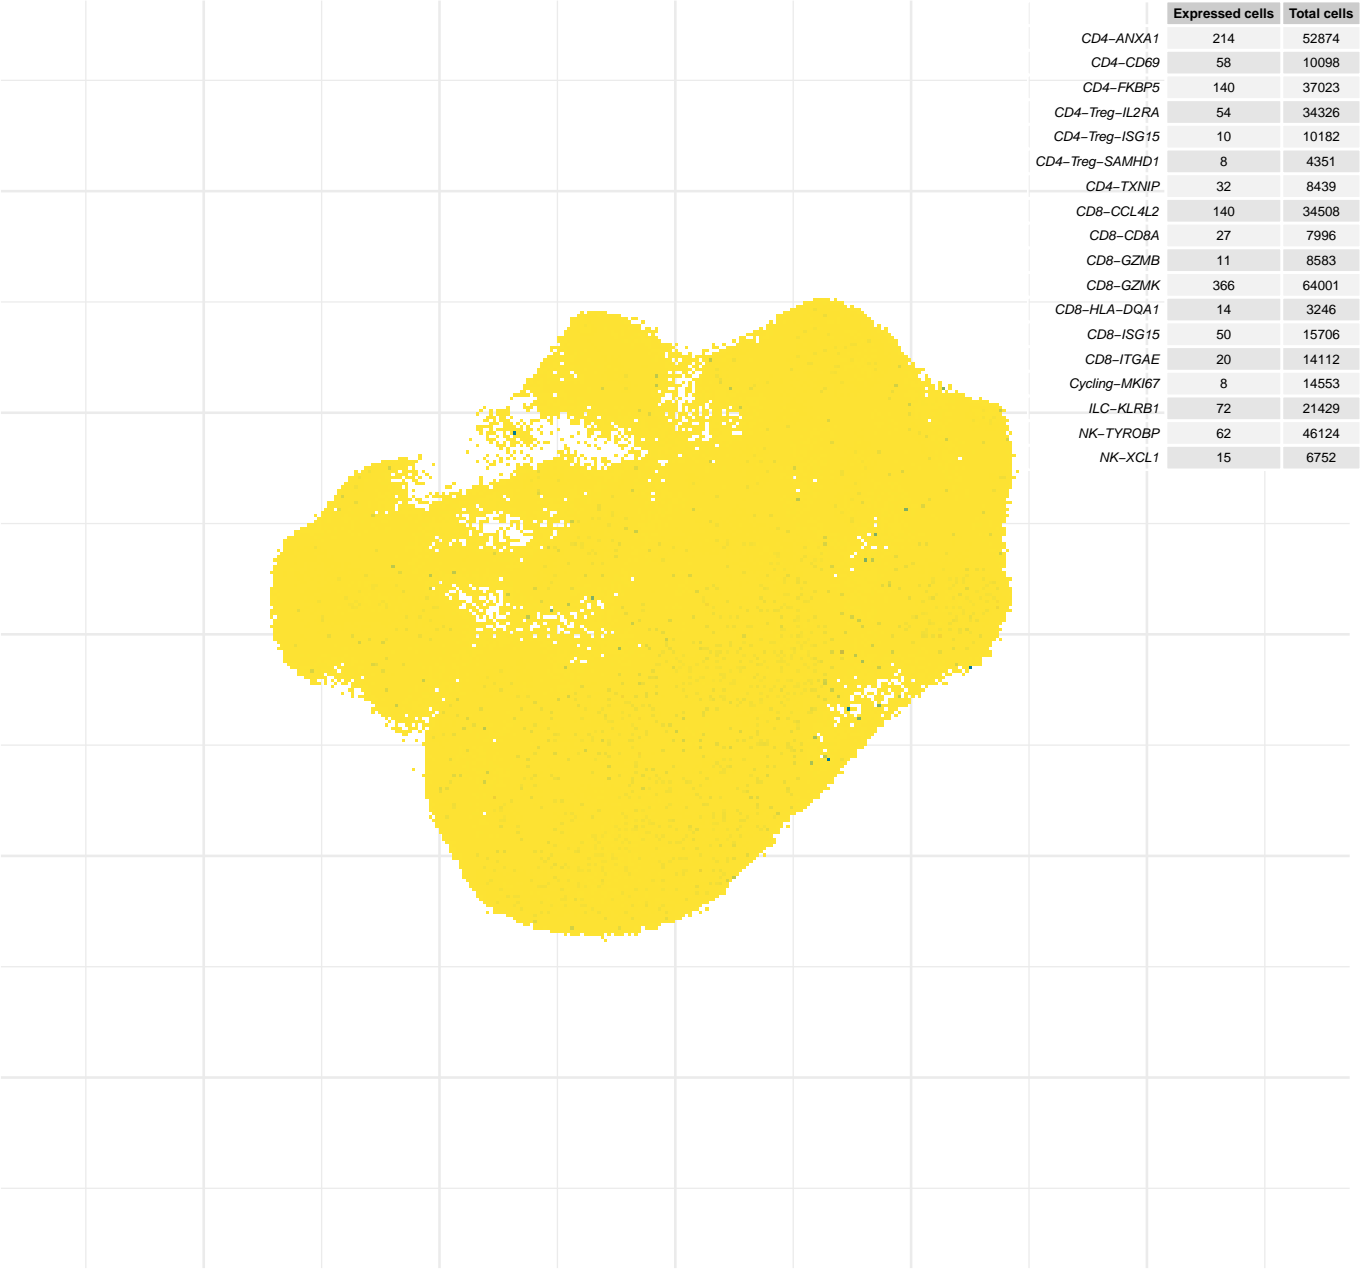 Expressed cells Total cells
CD4−ANXA1 214 52874
CD4−CD69 58 10098
CD4−FKBP5 140 37023
CD4−Treg−IL2RA 54 34326
CD4−Treg−ISG15 10 10182
CD4−Treg−SAMHD1 8 4351
CD4−TXNIP 32 8439
CD8−CCL4L2 140 34508
CD8−CD8A 27 7996
CD8−GZMB 11 8583
CD8−GZMK 366 64001
CD8−HLA−DQA1 14 3246
CD8−ISG15 50 15706
CD8−ITGAE 20 14112
Cycling−MKI67 8 14553
ILC−KLRB1 72 21429
NK−TYROBP 62 46124
NK−XCL1 15 6752